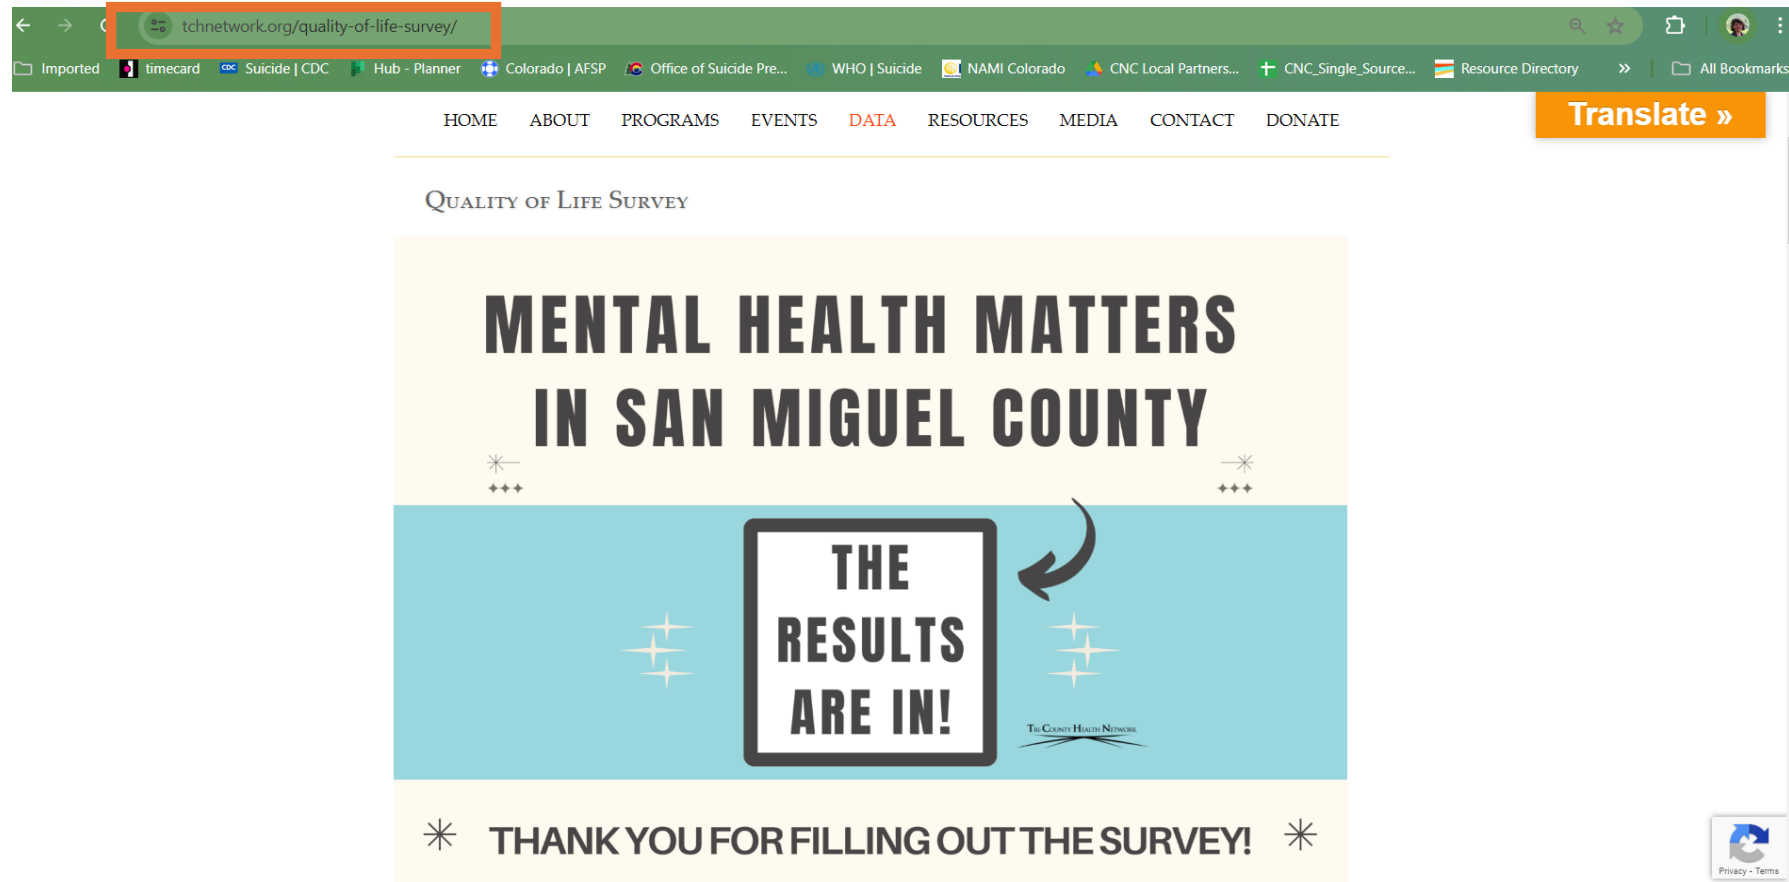 tchnetwork.org/quality-of-life-survey/
Imported timecard CDC Suicide | CDC Hub - Planner Colorado | AFSP Office of Suicide Pre... WHO | Suicide NAMI Colorado CNC Local Partners... CNC_Single_Source... Resource Directory » All Bookmarks
Translate »
HOME ABOUT PROGRAMS EVENTS DATA RESOURCES MEDIA CONTACT DONATE
Quality of Life Survey
MENTAL HEALTH MATTERS
IN SAN MIGUEL COUNTY
THE
RESULTS
ARE IN!
Tri-County Health Network
THANK YOU FOR FILLING OUT THE SURVEY!
Privacy - Terms